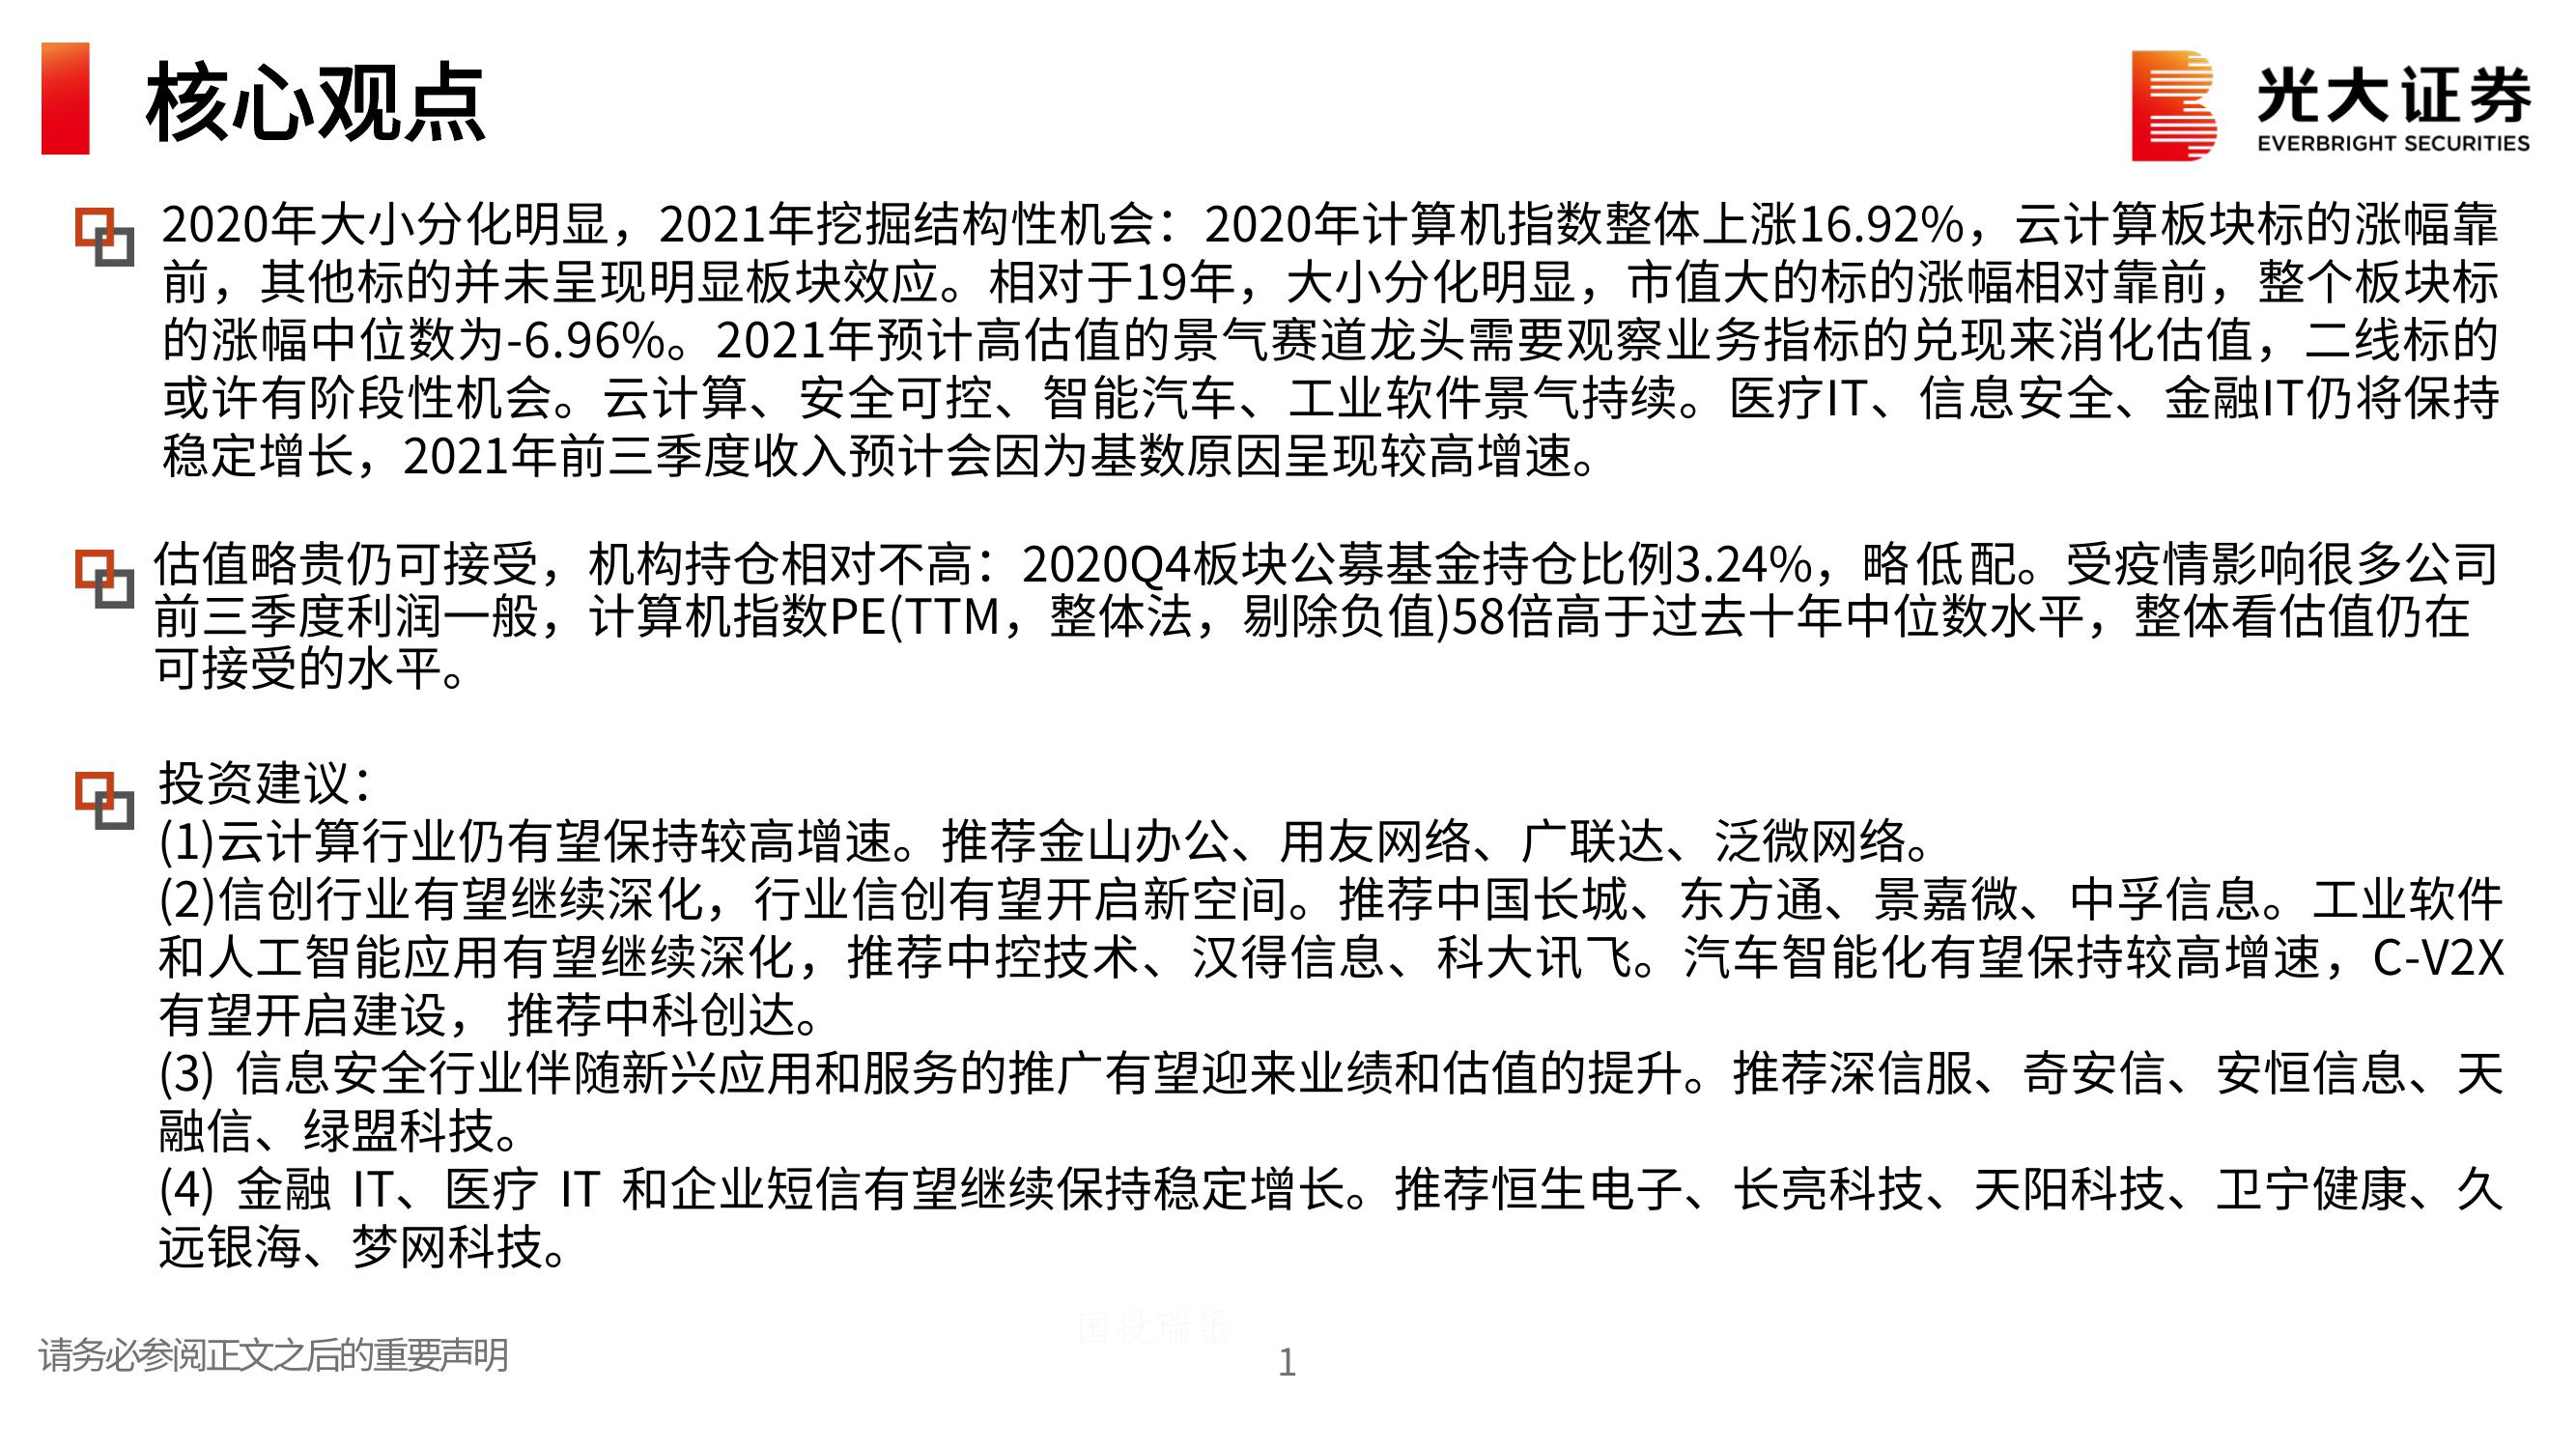 核心观点
光大证券
EVERBRIGHT SECURITIES
2020年大小分化明显，2021年挖掘结构性机会：2020年计算机指数整体上涨16.92%，云计算板块标的涨幅靠
前，其他标的并未呈现明显板块效应。相对于19年，大小分化明显，市值大的标的涨幅相对靠前，整个板块标
的涨幅中位数为-6.96%。2021年预计高估值的景气赛道龙头需要观察业务指标的兑现来消化估值，二线标的
或许有阶段性机会。云计算、安全可控、智能汽车、工业软件景气持续。医疗IT、信息安全、金融IT仍将保持
稳定增长，2021年前三季度收入预计会因为基数原因呈现较高增速。
估值略贵仍可接受，机构持仓相对不高：2020Q4板块公募基金持仓比例3.24%，略低配。受疫情影响很多公司
前三季度利润一般，计算机指数PE(TTM，整体法，剔除负值)58倍高于过去十年中位数水平，整体看估值仍在
可接受的水平。
投资建议：
(1)云计算行业仍有望保持较高增速。推荐金山办公、用友网络、广联达、泛微网络。
(2)信创行业有望继续深化，行业信创有望开启新空间。推荐中国长城、东方通、景嘉微、中孚信息。工业软件
和人工智能应用有望继续深化，推荐中控技术、汉得信息、科大讯飞。汽车智能化有望保持较高增速，C-V2X
有望开启建设， 推荐中科创达。
(3) 信息安全行业伴随新兴应用和服务的推广有望迎来业绩和估值的提升。推荐深信服、奇安信、安恒信息、天
融信、绿盟科技。
(4) 金融 IT、医疗 IT 和企业短信有望继续保持稳定增长。推荐恒生电子、长亮科技、天阳科技、卫宁健康、久
远银海、梦网科技。
国投瑞银
请务必参阅正文之后的重要声明
1